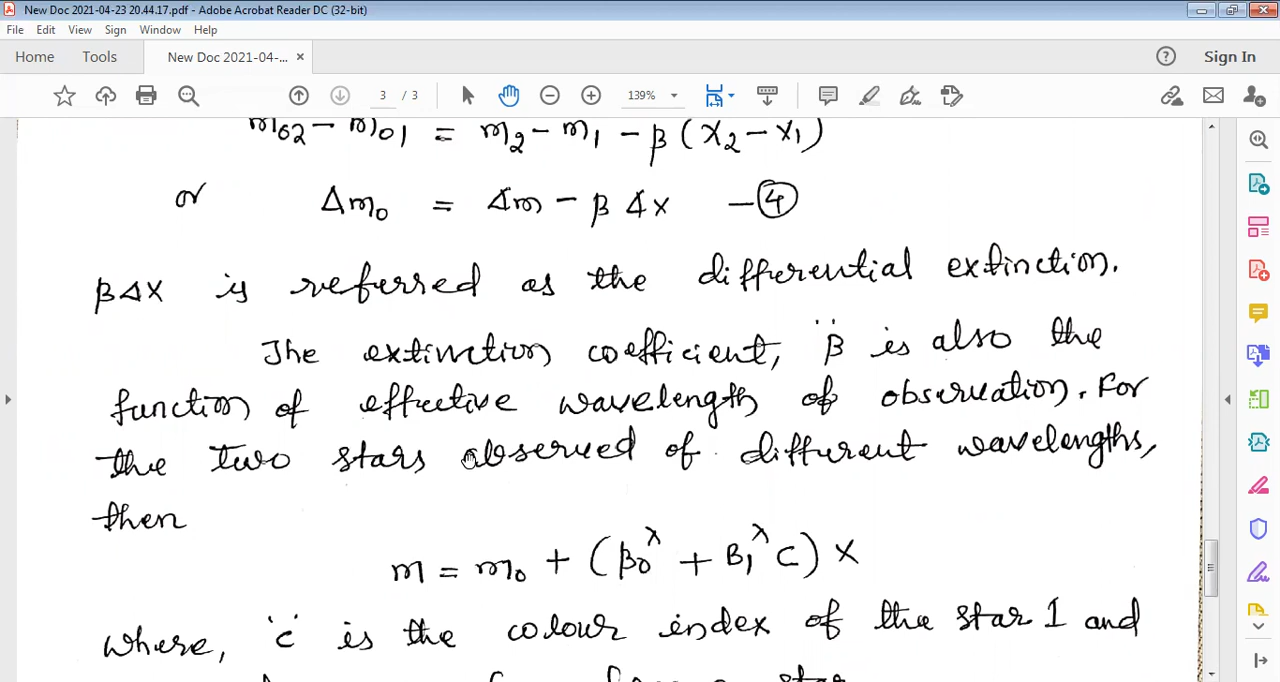 New Doc 2021-04-23 20.44.17.pdf - Adobe Acrobat Reader DC (32-bit)
File Edit View Sign Window Help
Home Tools New Doc 2021-04-... × Sign In
3 / 3 139%
m02 - m01 = m2 - m1 - β (X2 - X1)
or Δm₀ = Δm - β ΔX - ④
βΔX is referred as the differential extinction.
The extinction coefficient, "β is also the
function of effective wavelength of observation. For
the two stars observed of different wavelengths,
then
m = m₀ + (β₀^λ + β₁^λ C) X
where, 'c' is the colour index of the star 1 and